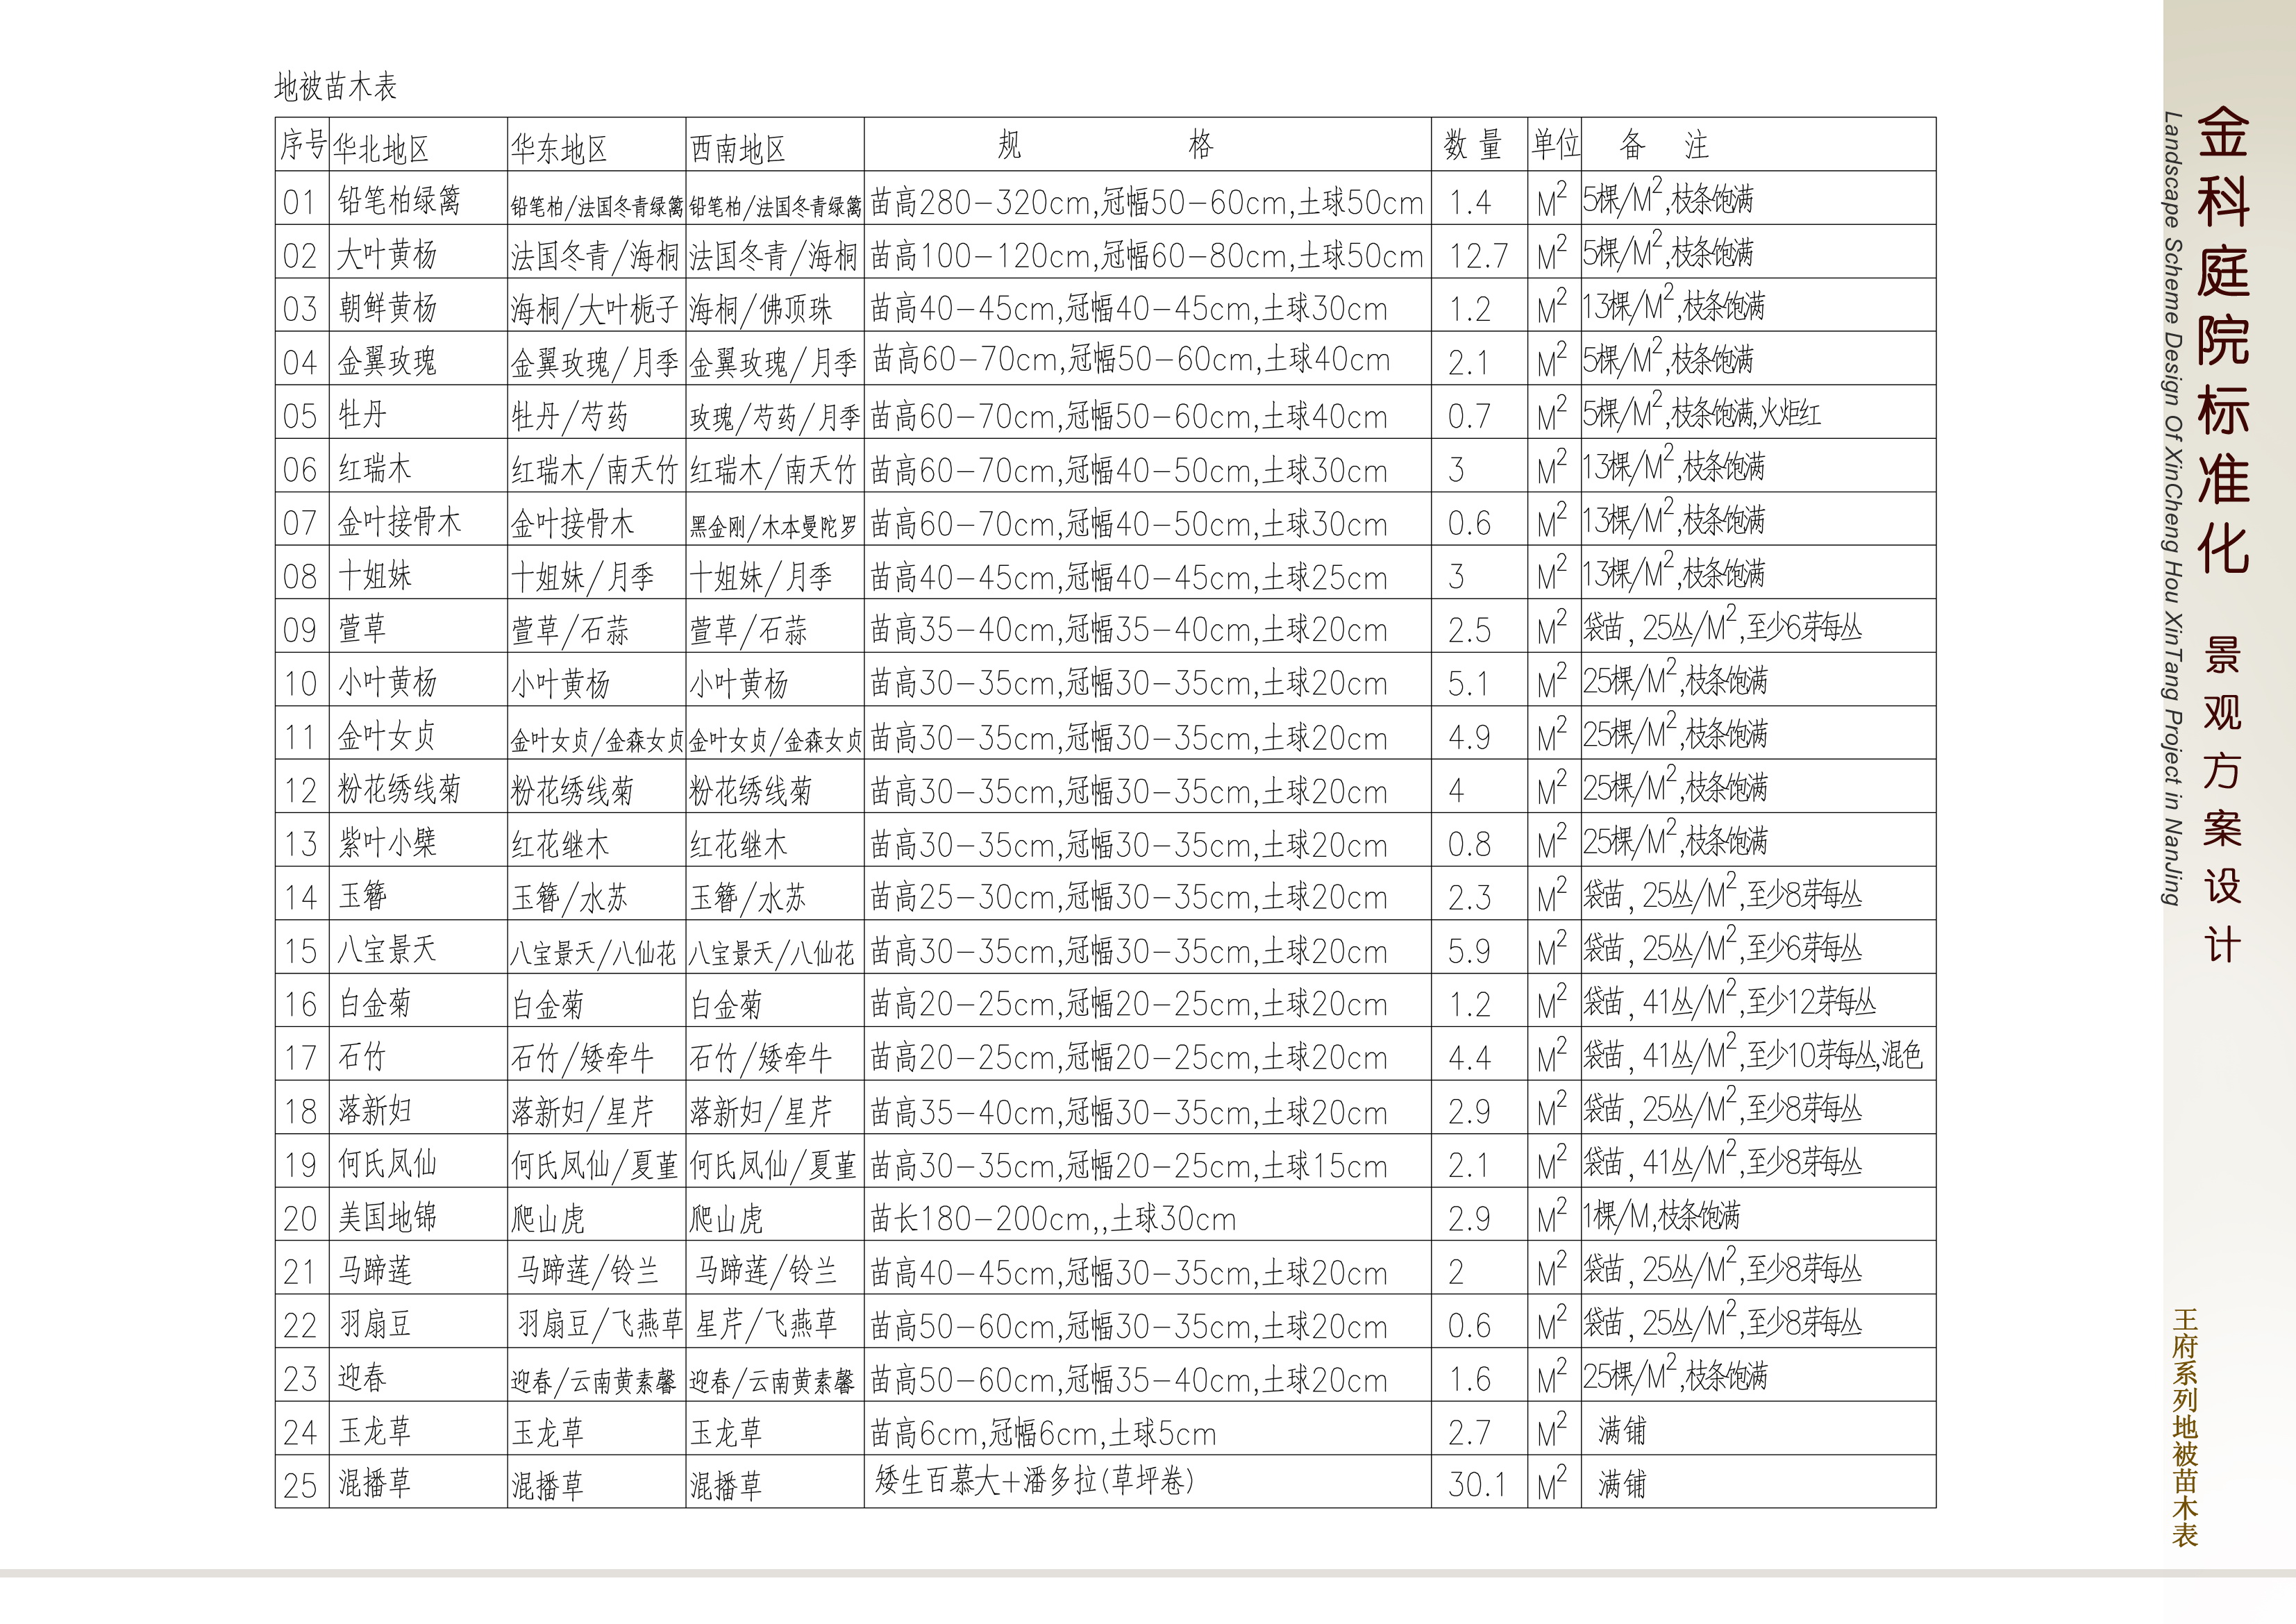 地被苗木表
序号 华北地区 华东地区 西南地区 规 格 数 量 单位 备 注
01 铅笔柏绿篱 铅笔柏/法国冬青绿篱 铅笔柏/法国冬青绿篱 苗高280-320cm,冠幅50-60cm,土球50cm 1.4 M² 5棵/M²,枝条饱满
02 大叶黄杨 法国冬青/海桐 法国冬青/海桐 苗高100-120cm,冠幅60-80cm,土球50cm 12.7 M² 5棵/M²,枝条饱满
03 朝鲜黄杨 海桐/大叶栀子 海桐/佛顶珠 苗高40-45cm,冠幅40-45cm,土球30cm 1.2 M² 13棵/M²,枝条饱满
04 金翼玫瑰 金翼玫瑰/月季 金翼玫瑰/月季 苗高60-70cm,冠幅50-60cm,土球40cm 2.1 M² 5棵/M²,枝条饱满
05 牡丹 牡丹/芍药 玫瑰/芍药/月季 苗高60-70cm,冠幅50-60cm,土球40cm 0.7 M² 5棵/M²,枝条饱满,火炬红
06 红瑞木 红瑞木/南天竹 红瑞木/南天竹 苗高60-70cm,冠幅40-50cm,土球30cm 3 M² 13棵/M²,枝条饱满
07 金叶接骨木 金叶接骨木 黑金刚/木本曼陀罗 苗高60-70cm,冠幅40-50cm,土球30cm 0.6 M² 13棵/M²,枝条饱满
08 十姐妹 十姐妹/月季 十姐妹/月季 苗高40-45cm,冠幅40-45cm,土球25cm 3 M² 13棵/M²,枝条饱满
09 萱草 萱草/石蒜 萱草/石蒜 苗高35-40cm,冠幅35-40cm,土球20cm 2.5 M² 袋苗, 25丛/M²,至少6芽每丛
10 小叶黄杨 小叶黄杨 小叶黄杨 苗高30-35cm,冠幅30-35cm,土球20cm 5.1 M² 25棵/M²,枝条饱满
11 金叶女贞 金叶女贞/金森女贞 金叶女贞/金森女贞 苗高30-35cm,冠幅30-35cm,土球20cm 4.9 M² 25棵/M²,枝条饱满
12 粉花绣线菊 粉花绣线菊 粉花绣线菊 苗高30-35cm,冠幅30-35cm,土球20cm 4 M² 25棵/M²,枝条饱满
13 紫叶小檗 红花继木 红花继木 苗高30-35cm,冠幅30-35cm,土球20cm 0.8 M² 25棵/M²,枝条饱满
14 玉簪 玉簪/水苏 玉簪/水苏 苗高25-30cm,冠幅30-35cm,土球20cm 2.3 M² 袋苗, 25丛/M²,至少8芽每丛
15 八宝景天 八宝景天/八仙花 八宝景天/八仙花 苗高30-35cm,冠幅30-35cm,土球20cm 5.9 M² 袋苗, 25丛/M²,至少6芽每丛
16 白金菊 白金菊 白金菊 苗高20-25cm,冠幅20-25cm,土球20cm 1.2 M² 袋苗, 41丛/M²,至少12芽每丛
17 石竹 石竹/矮牵牛 石竹/矮牵牛 苗高20-25cm,冠幅20-25cm,土球20cm 4.4 M² 袋苗, 41丛/M²,至少10芽每丛,混色
18 落新妇 落新妇/星芹 落新妇/星芹 苗高35-40cm,冠幅30-35cm,土球20cm 2.9 M² 袋苗, 25丛/M²,至少8芽每丛
19 何氏凤仙 何氏凤仙/夏堇 何氏凤仙/夏堇 苗高30-35cm,冠幅20-25cm,土球15cm 2.1 M² 袋苗, 41丛/M²,至少8芽每丛
20 美国地锦 爬山虎 爬山虎 苗长180-200cm,,土球30cm 2.9 M² 1棵/M,枝条饱满
21 马蹄莲 马蹄莲/铃兰 马蹄莲/铃兰 苗高40-45cm,冠幅30-35cm,土球20cm 2 M² 袋苗, 25丛/M²,至少8芽每丛
22 羽扇豆 羽扇豆/飞燕草 星芹/飞燕草 苗高50-60cm,冠幅30-35cm,土球20cm 0.6 M² 袋苗, 25丛/M²,至少8芽每丛
23 迎春 迎春/云南黄素馨 迎春/云南黄素馨 苗高50-60cm,冠幅35-40cm,土球20cm 1.6 M² 25棵/M²,枝条饱满
24 玉龙草 玉龙草 玉龙草 苗高6cm,冠幅6cm,土球5cm 2.7 M² 满铺
25 混播草 混播草 混播草 矮生百慕大+潘多拉(草坪卷) 30.1 M² 满铺
金科庭院标准化 景观方案设计
Landscape Scheme Design Of XinCheng Hou XinTang Project in NanJing
王府系列地被苗木表